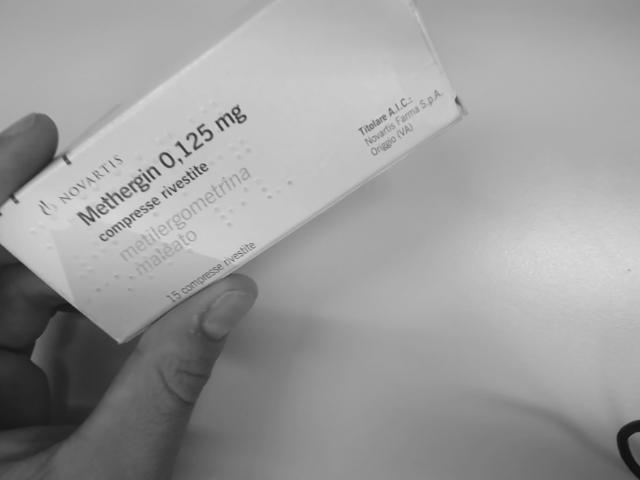 NOVARTIS
Methergin 0,125 mg
compresse rivestite
metilergometrina
maleato
15 compresse rivestite
Titolare A.I.C.:
Novartis Farma S.p.A.
Origgio (VA)